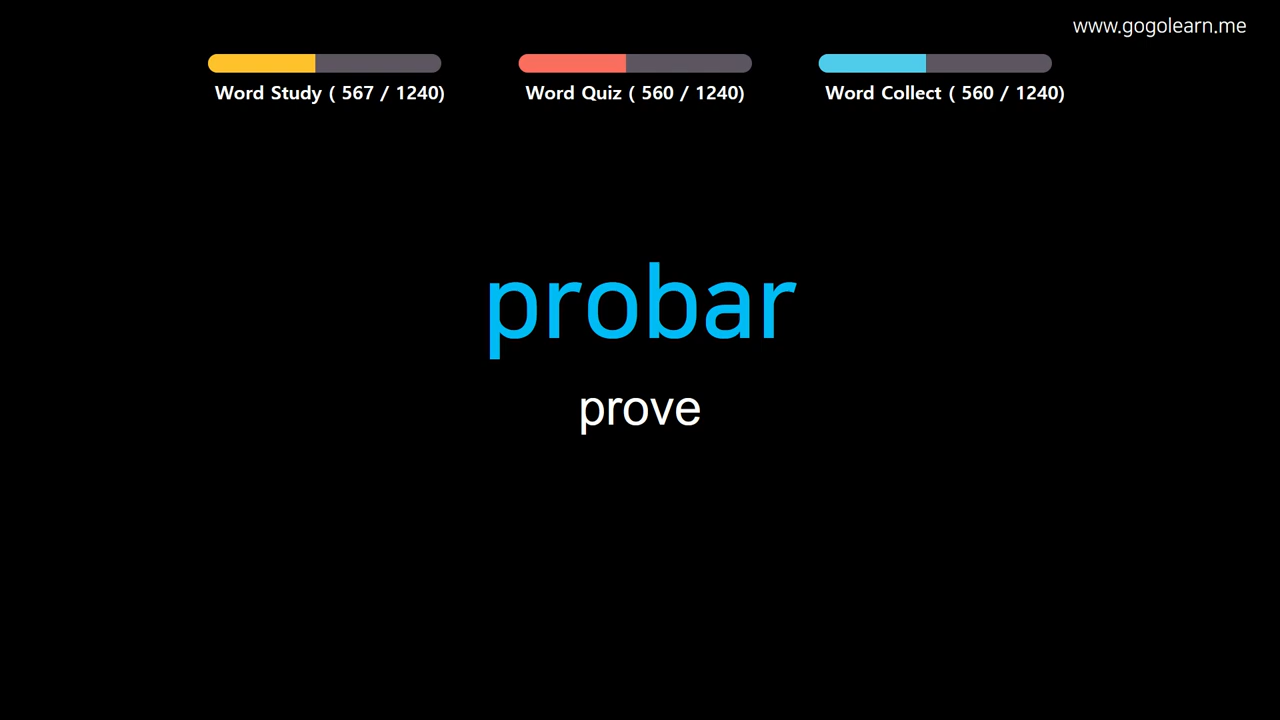 www.gogolearn.me
Word Study ( 567 / 1240)
Word Quiz ( 560 / 1240)
Word Collect ( 560 / 1240)
probar
prove